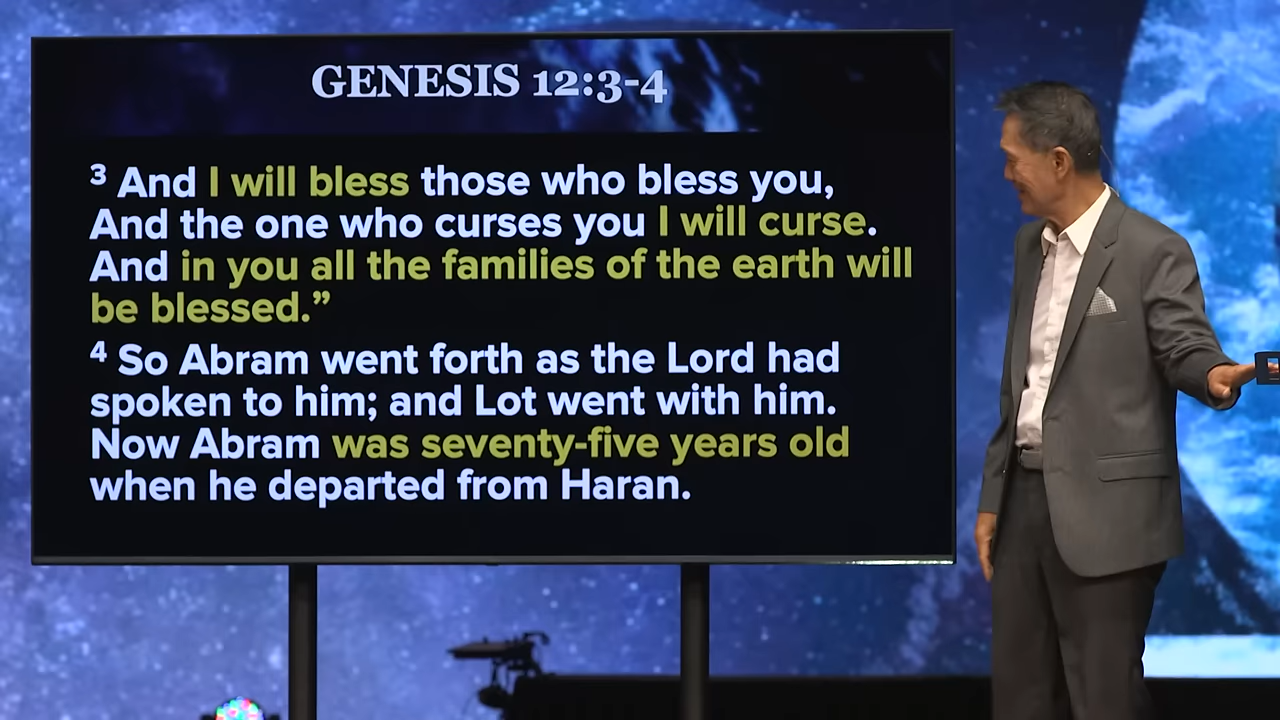 GENESIS 12:3-4
³ And I will bless those who bless you,
And the one who curses you I will curse.
And in you all the families of the earth will
be blessed.”
⁴ So Abram went forth as the Lord had
spoken to him; and Lot went with him.
Now Abram was seventy-five years old
when he departed from Haran.